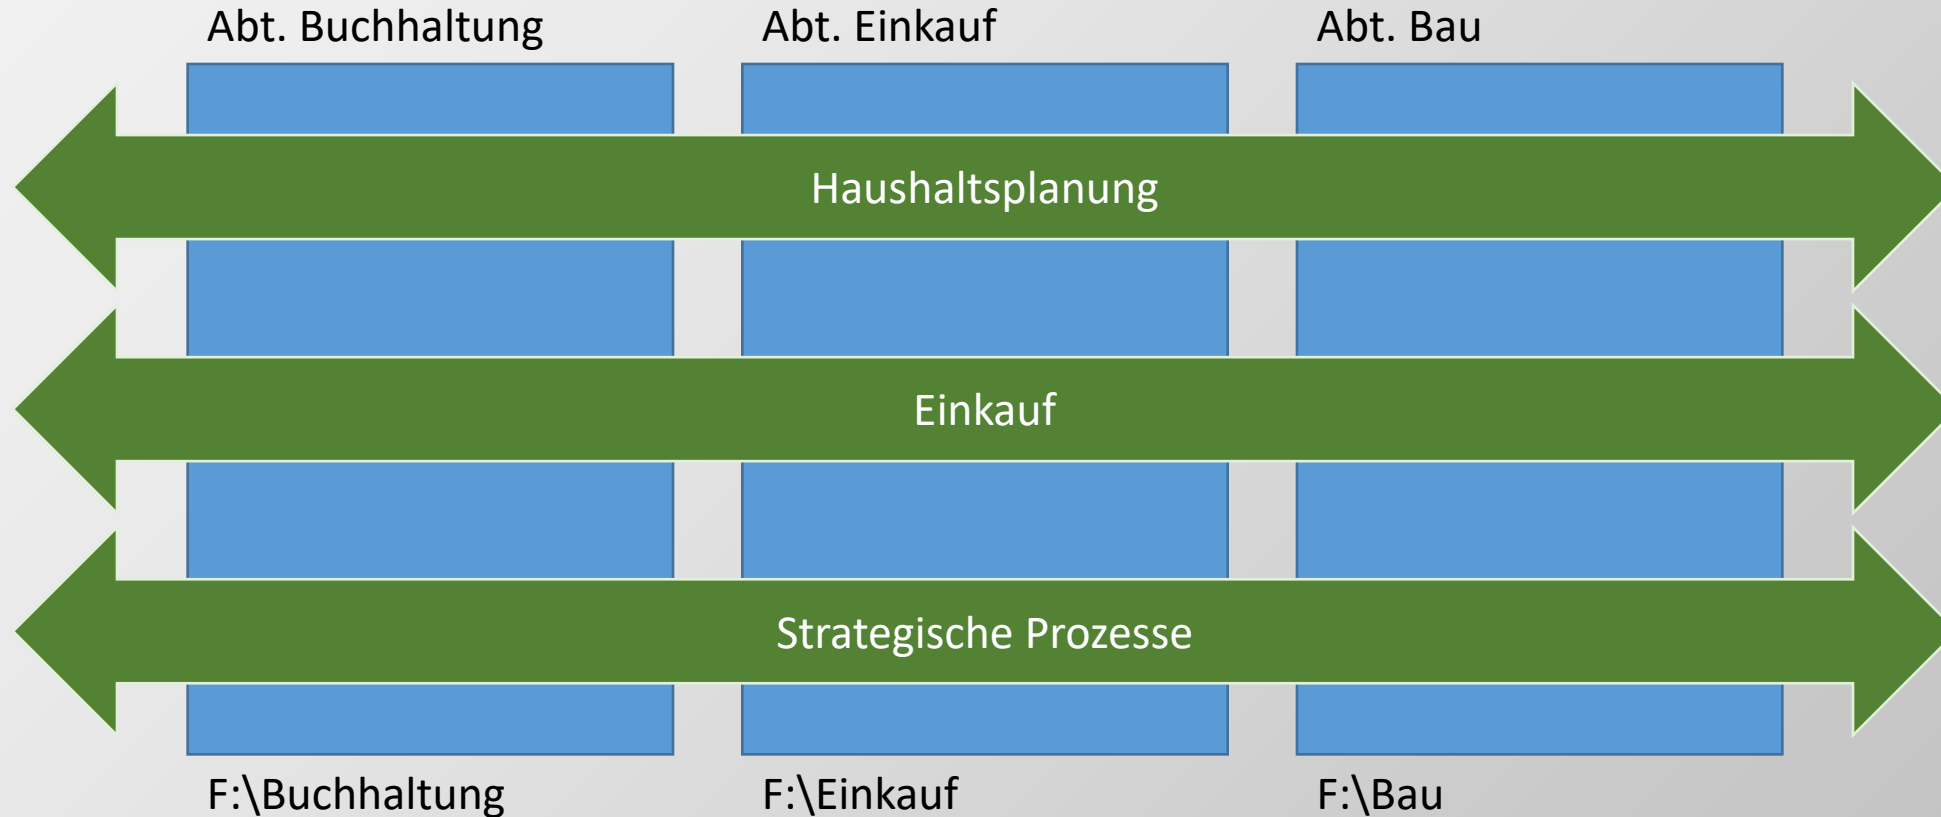 Abt. Buchhaltung
Abt. Einkauf
Abt. Bau
Haushaltsplanung
Einkauf
Strategische Prozesse
F:\Buchhaltung
F:\Einkauf
F:\Bau